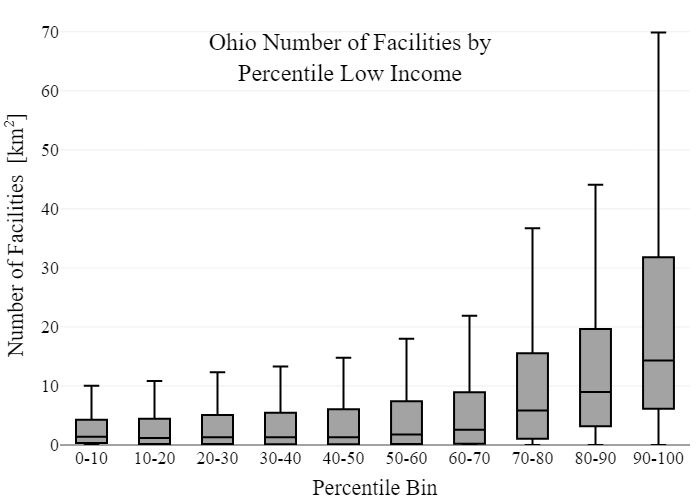 Ohio Number of Facilities by
Percentile Low Income
Number of Facilities [km²]
70
60
50
40
30
20
10
0
0-10 10-20 20-30 30-40 40-50 50-60 60-70 70-80 80-90 90-100
Percentile Bin